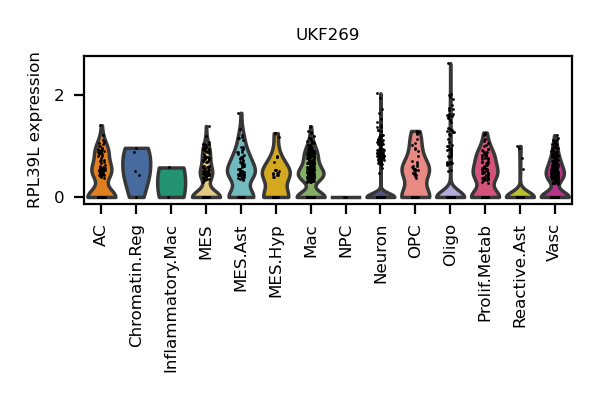 UKF269
RPL39L expression
2
0
AC
Chromatin.Reg
Inflammatory.Mac
MES
MES.Ast
MES.Hyp
Mac
NPC
Neuron
OPC
Oligo
Prolif.Metab
Reactive.Ast
Vasc